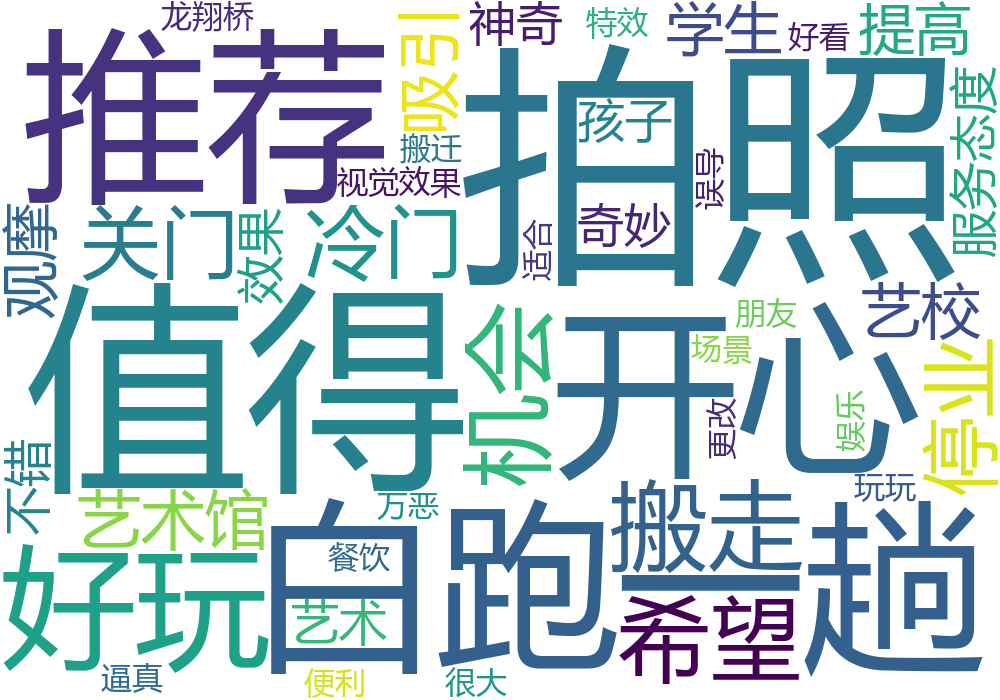 龙翔桥
推荐
吸引
神奇
特效
学生
好看
提高
拍照
孩子
搬迁
视觉效果
误导
服务态度
观摩
关门
效果
冷门
适合
奇妙
值得
机会
开心
朋友
场景
艺校
更改
娱乐
停业
不错
艺术馆
万恶
玩玩
好玩
白跑一趟
餐饮
搬走
艺术
希望
逼真
便利
很大